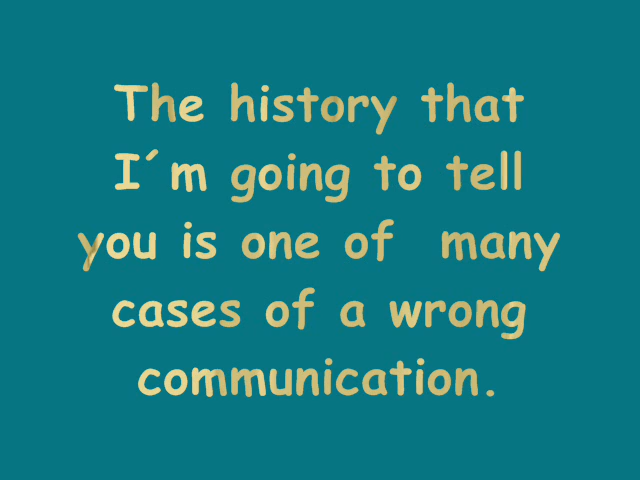 The history that
I´m going to tell
you is one of  many
cases of a wrong
communication.